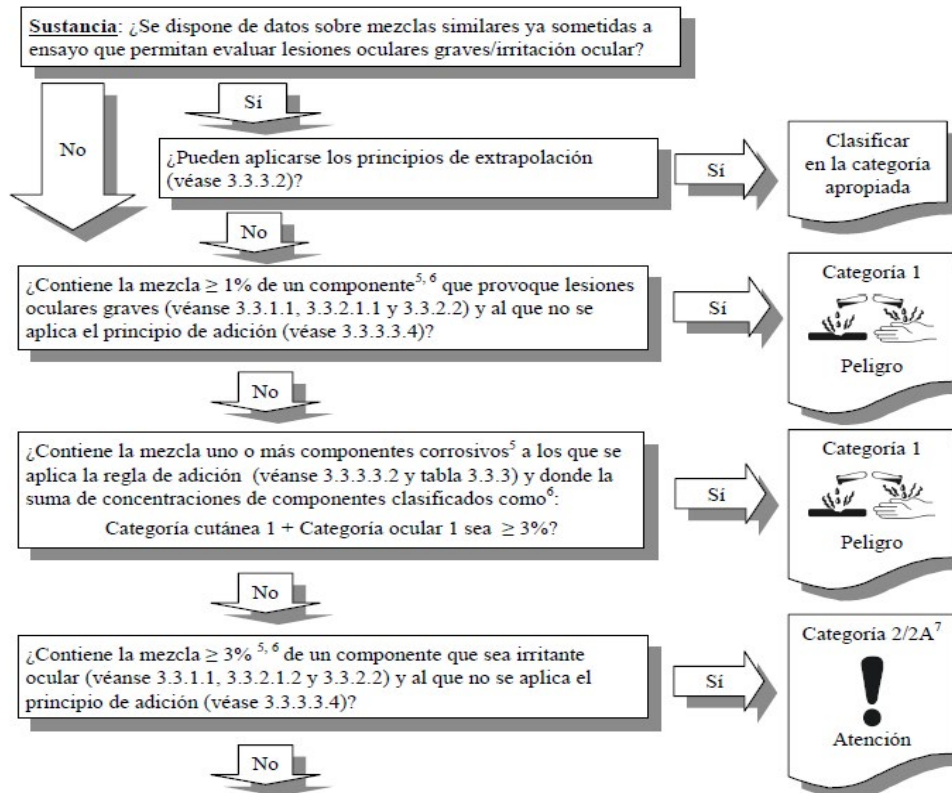 Sustancia: ¿Se dispone de datos sobre mezclas similares ya sometidas a
ensayo que permitan evaluar lesiones oculares graves/irritación ocular?
No
Sí
¿Pueden aplicarse los principios de extrapolación
(véase 3.3.3.2)?
Sí
Clasificar
en la categoría
apropiada
No
¿Contiene la mezcla ≥ 1% de un componente5, 6 que provoque lesiones
oculares graves (véanse 3.3.1.1, 3.3.2.1.1 y 3.3.2.2) y al que no se
aplica el principio de adición (véase 3.3.3.3.4)?
Sí
Categoría 1
Peligro
No
¿Contiene la mezcla uno o más componentes corrosivos5 a los que se
aplica la regla de adición (véanse 3.3.3.3.2 y tabla 3.3.3) y donde la
suma de concentraciones de componentes clasificados como6:
Categoría cutánea 1 + Categoría ocular 1 sea ≥ 3%?
Sí
Categoría 1
Peligro
No
¿Contiene la mezcla ≥ 3% 5, 6 de un componente que sea irritante
ocular (véanse 3.3.1.1, 3.3.2.1.2 y 3.3.2.2) y al que no se aplica el
principio de adición (véase 3.3.3.3.4)?
Sí
Categoría 2/2A7
Atención
No